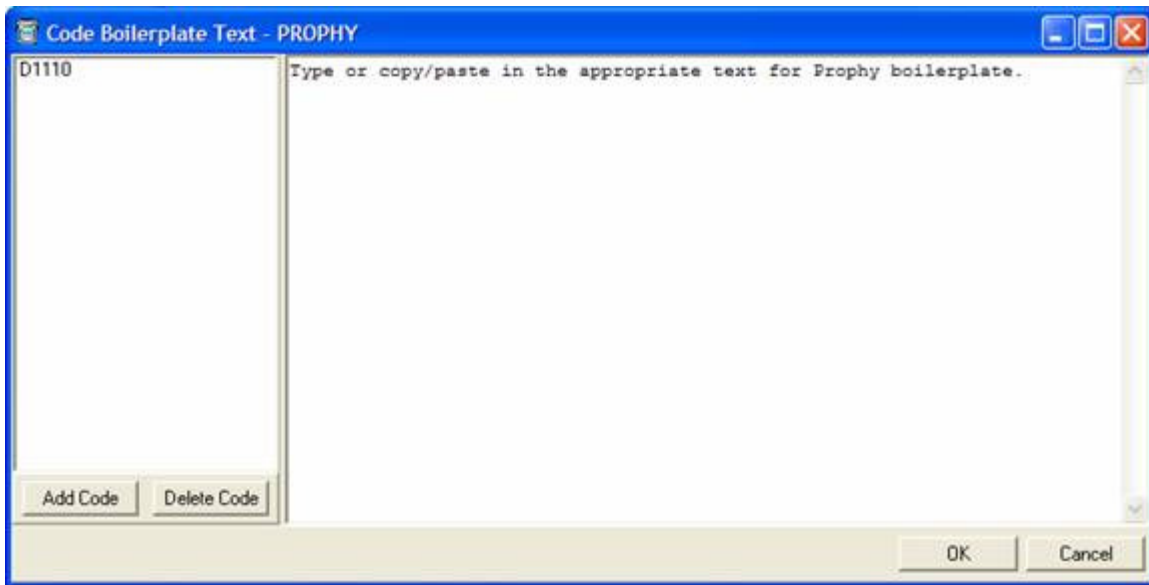 Code Boilerplate Text - PROPHY
D1110
Type or copy/paste in the appropriate text for Prophy boilerplate.
Add Code
Delete Code
OK
Cancel